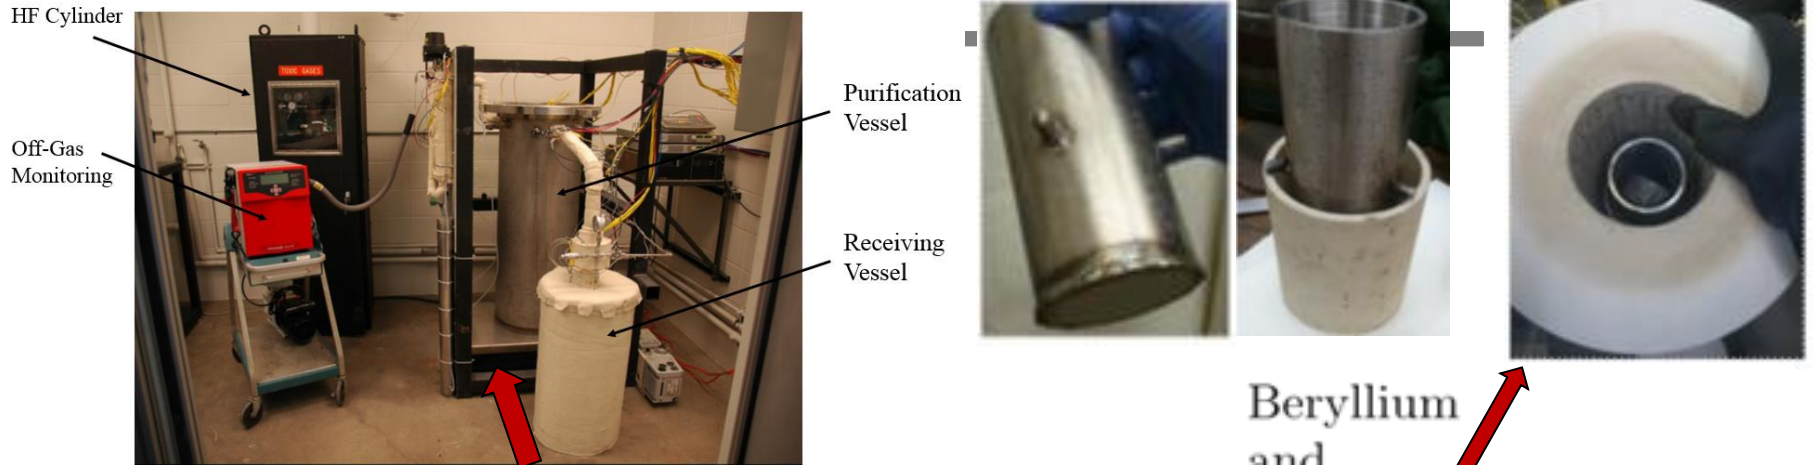 HF Cylinder
TOXIC GASES
Off-Gas
Monitoring
Purification
Vessel
Receiving
Vessel
Beryllium
and